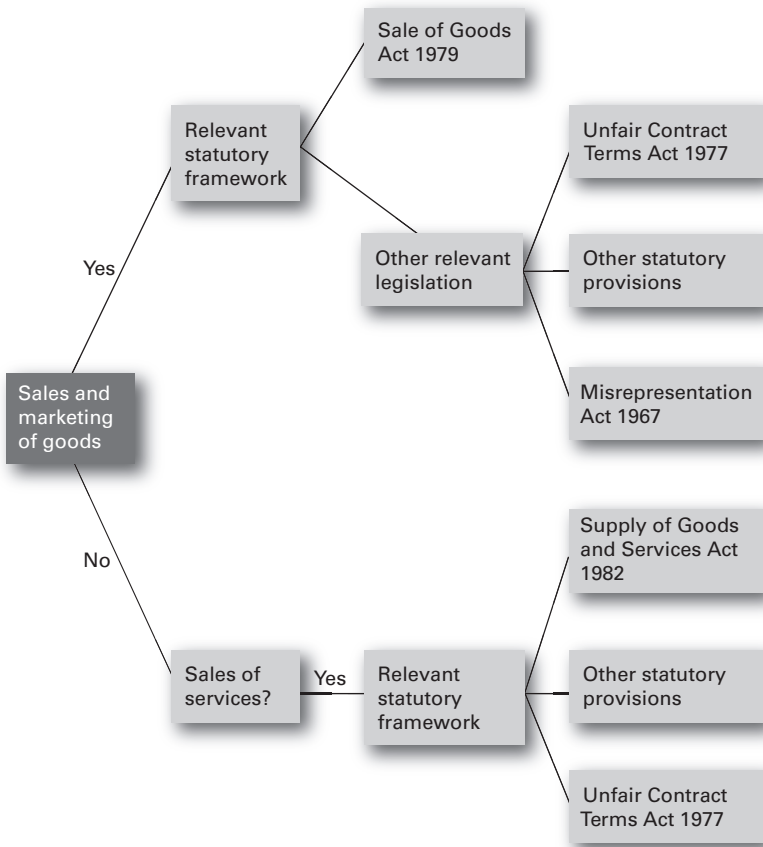 Sale of Goods
Act 1979
Relevant
statutory
framework
Unfair Contract
Terms Act 1977
Other relevant
legislation
Other statutory
provisions
Yes
Sales and
marketing
of goods
Misrepresentation
Act 1967
No
Supply of Goods
and Services Act
1982
Sales of
services?
Yes
Relevant
statutory
framework
Other statutory
provisions
Unfair Contract
Terms Act 1977